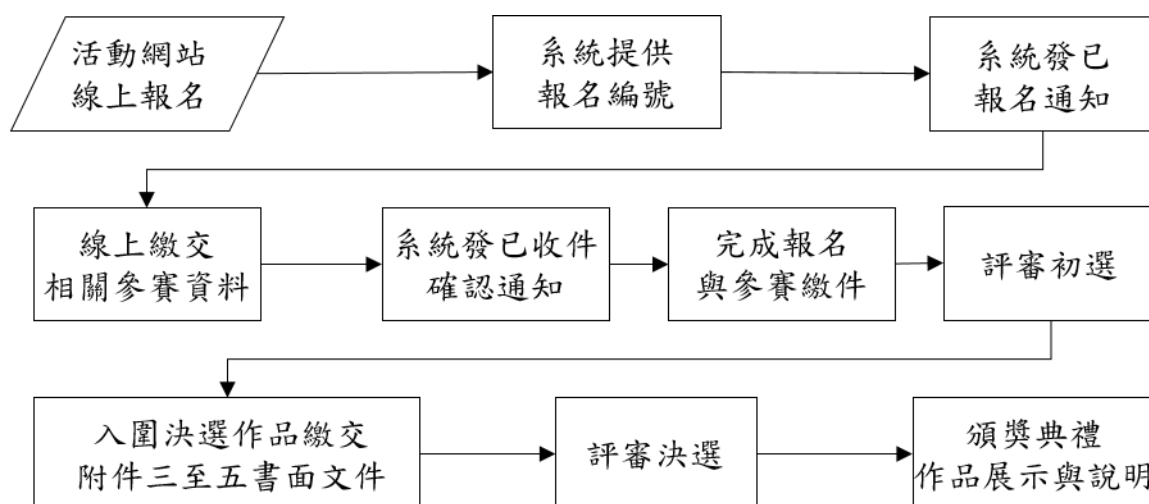 活動網站
線上報名
系統提供
報名編號
系統發已
報名通知
線上繳交
相關參賽資料
系統發已收件
確認通知
完成報名
與參賽繳件
評審初選
入圍決選作品繳交
附件三至五書面文件
評審決選
頒獎典禮
作品展示與說明